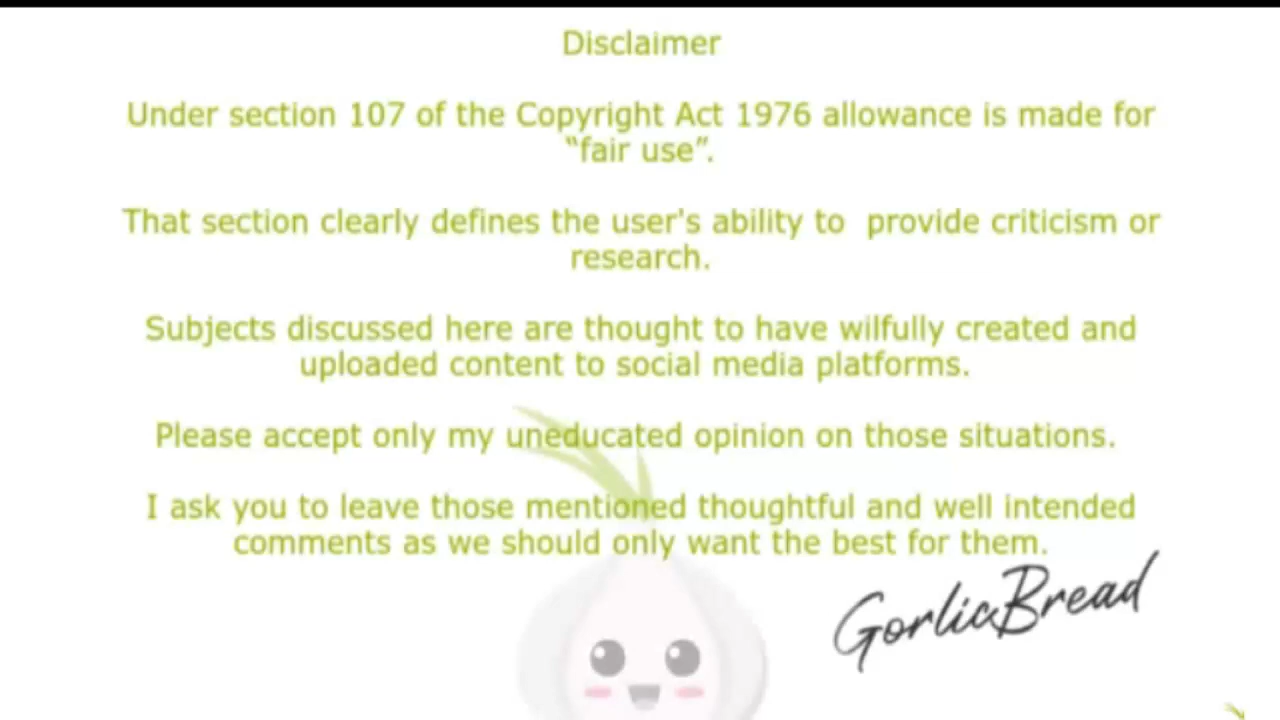 Disclaimer
Under section 107 of the Copyright Act 1976 allowance is made for
“fair use”.
That section clearly defines the user's ability to  provide criticism or
research.
Subjects discussed here are thought to have wilfully created and
uploaded content to social media platforms.
Please accept only my uneducated opinion on those situations.
I ask you to leave those mentioned thoughtful and well intended
comments as we should only want the best for them.
GorlicBread